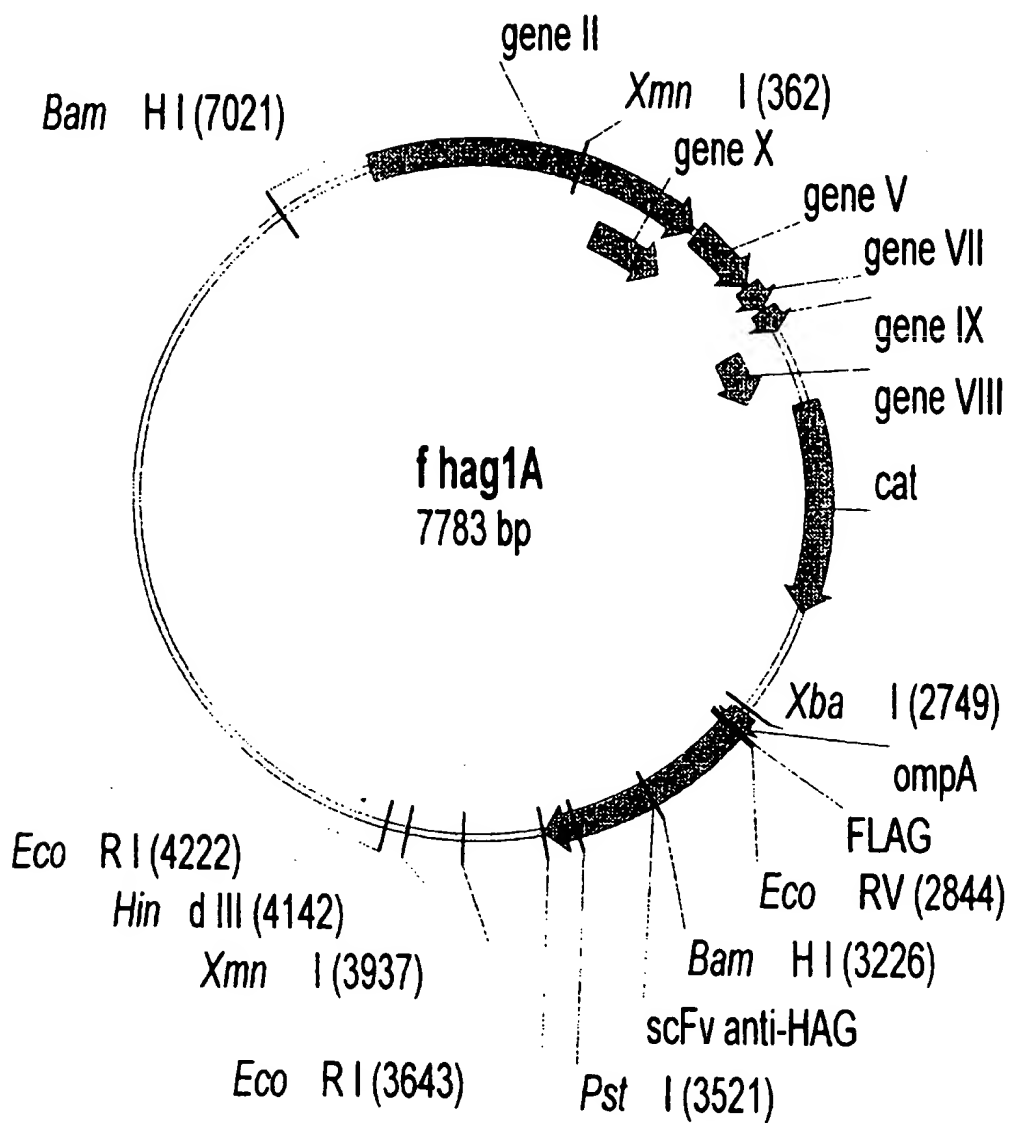 gene II
Xmn I (362)
Bam H I (7021)
gene X
gene V
gene VII
gene IX
gene VIII
f hag1A
7783 bp
cat
Xba I (2749)
ompA
FLAG
Eco RV (2844)
Bam H I (3226)
scFv anti-HAG
Pst I (3521)
Eco R I (3643)
Xmn I (3937)
Hin d III (4142)
Eco R I (4222)